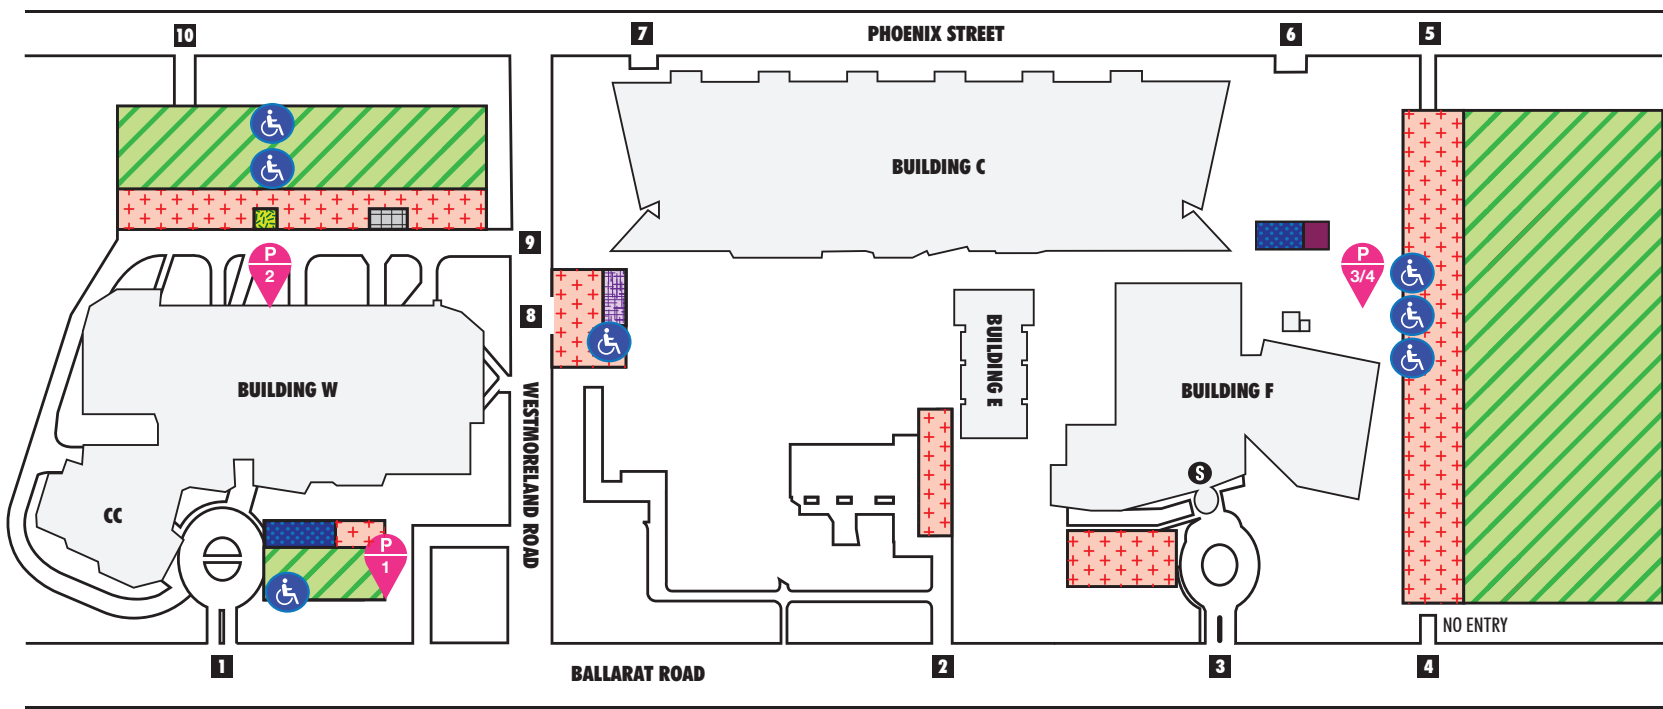 10
7
PHOENIX STREET
6
5
BUILDING C
9
P
2
P
3/4
8
BUILDING E
BUILDING W
WESTMORELAND ROAD
BUILDING F
S
CC
P
1
NO ENTRY
1
BALLARAT ROAD
2
3
4